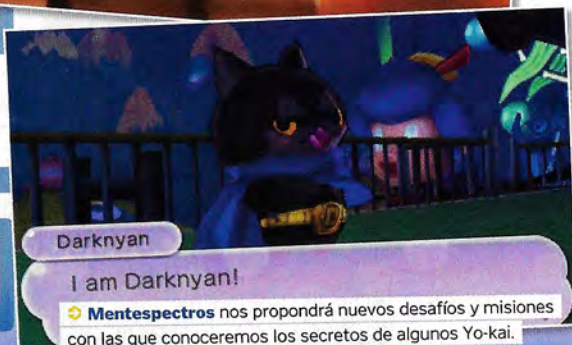 Darknyan
I am Darknyan!
Mentespectros nos propondrá nuevos desafíos y misiones
con las que conoceremos los secretos de algunos Yo-kai.